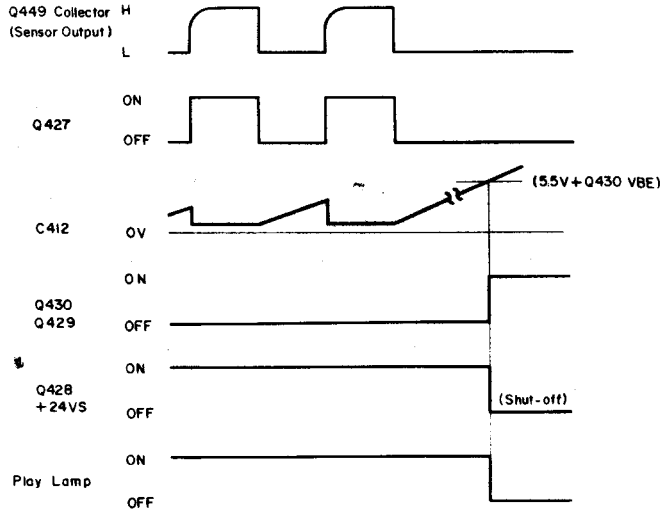 Q449 Collector H
(Sensor Output)
L
ON
Q427
OFF
(5.5V+Q430 VBE)
C412
OV
ON
Q430
Q429
OFF
ON
Q428
+24VS
(Shut-off)
OFF
ON
Play Lamp
OFF